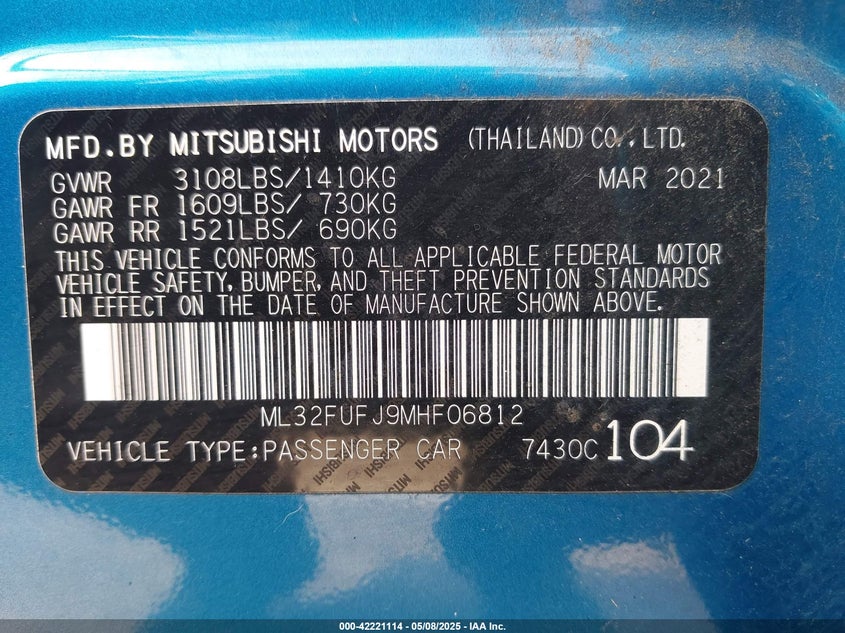 MFD.BY MITSUBISHI MOTORS (THAILAND) CO.,LTD.
GVWR 3108LBS/1410KG MAR 2021
GAWR FR 1609LBS/ 730KG
GAWR RR 1521LBS/ 690KG
THIS VEHICLE CONFORMS TO ALL APPLICABLE FEDERAL MOTOR
VEHICLE SAFETY, BUMPER, AND THEFT PREVENTION STANDARDS
IN EFFECT ON THE DATE OF MANUFACTURE SHOWN ABOVE.
ML32FUFJ9MHF06812
VEHICLE TYPE:PASSENGER CAR 7430C 104
000-42221114 - 05/08/2025 - IAA Inc.